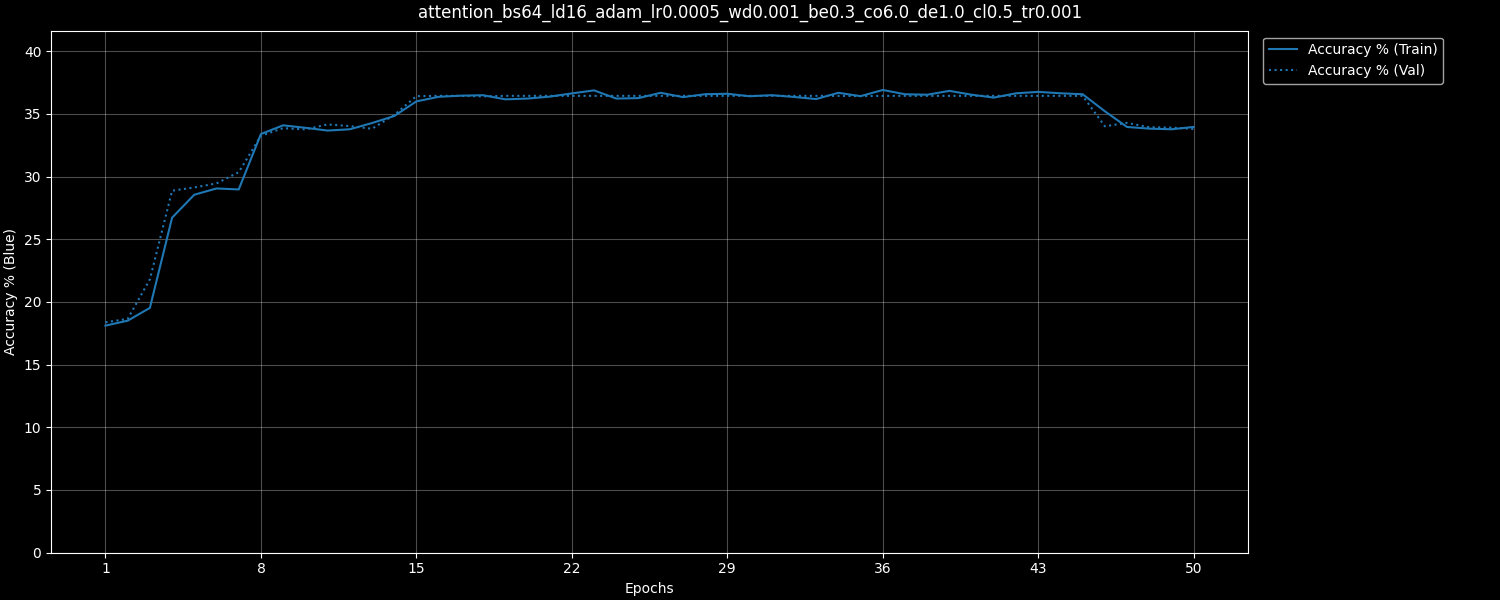 attention_bs64_ld16_adam_lr0.0005_wd0.001_be0.3_co6.0_de1.0_cl0.5_tr0.001
Accuracy % (Train)
Accuracy % (Val)
Accuracy % (Blue)
40
35
30
25
20
15
10
5
0
1 8 15 22 29 36 43 50
Epochs